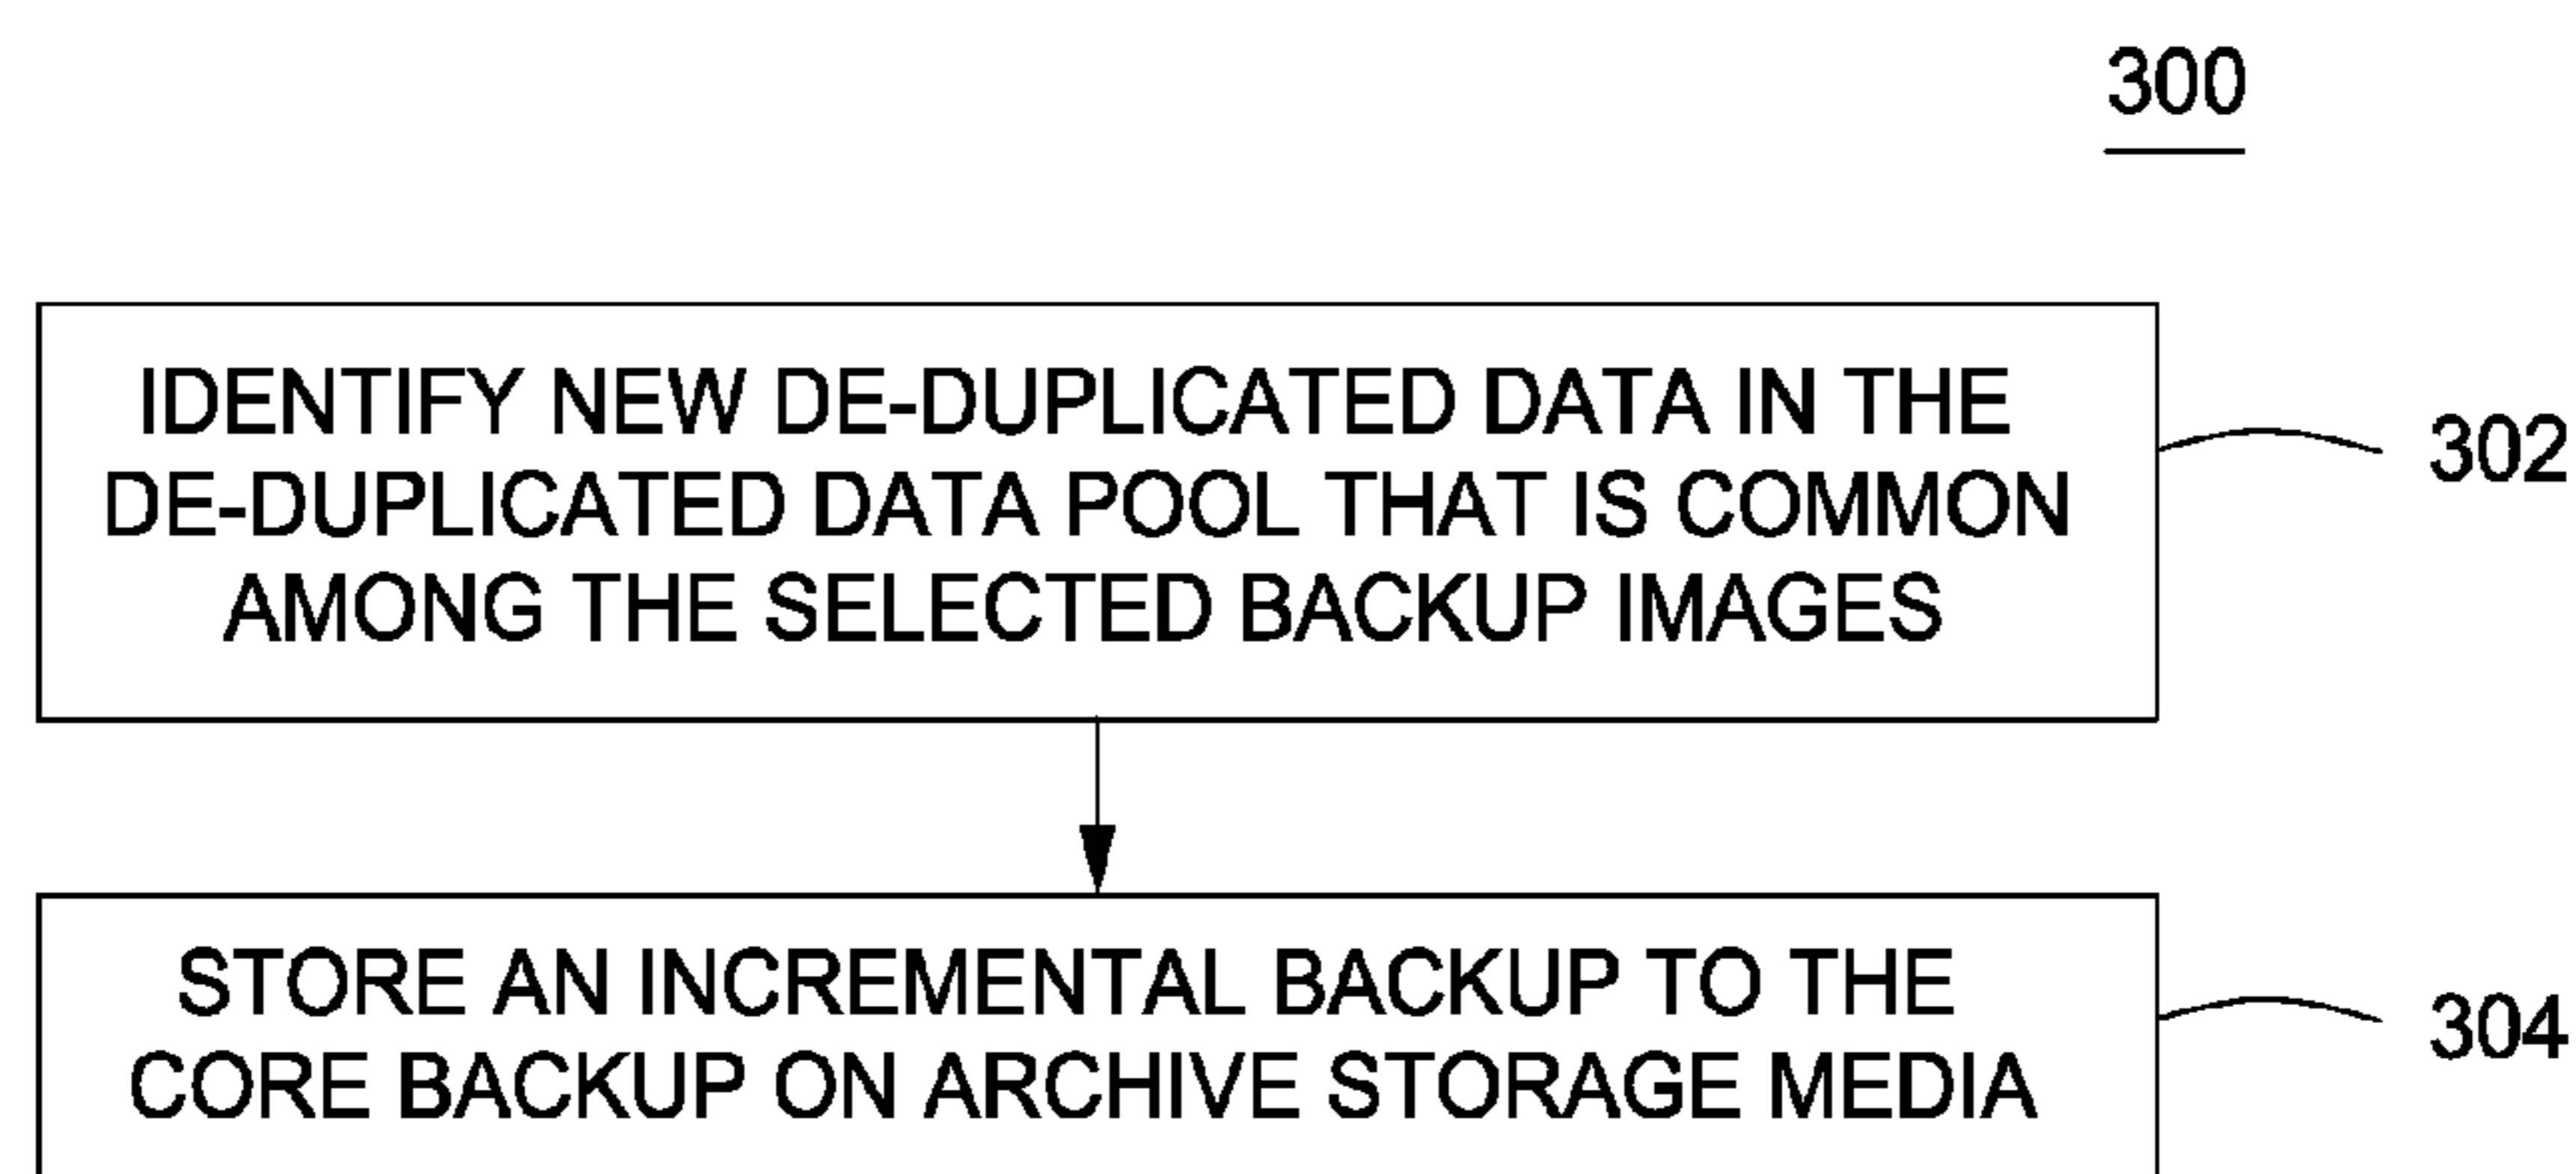 300
IDENTIFY NEW DE-DUPLICATED DATA IN THE
DE-DUPLICATED DATA POOL THAT IS COMMON
AMONG THE SELECTED BACKUP IMAGES
302
STORE AN INCREMENTAL BACKUP TO THE
CORE BACKUP ON ARCHIVE STORAGE MEDIA
304